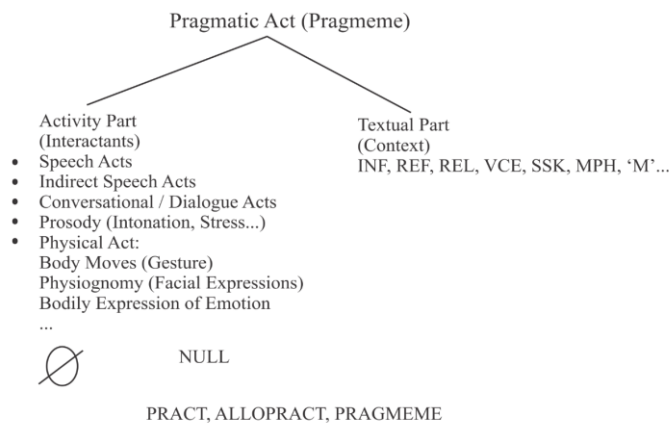 Pragmatic Act (Pragmeme)
Activity Part
(Interactants)
• Speech Acts
• Indirect Speech Acts
• Conversational / Dialogue Acts
• Prosody (Intonation, Stress...)
• Physical Act:
Body Moves (Gesture)
Physiognomy (Facial Expressions)
Bodily Expression of Emotion
...
Textual Part
(Context)
INF, REF, REL, VCE, SSK, MPH, ‘M’...
∅ NULL
PRACT, ALLOPRACT, PRAGMEME